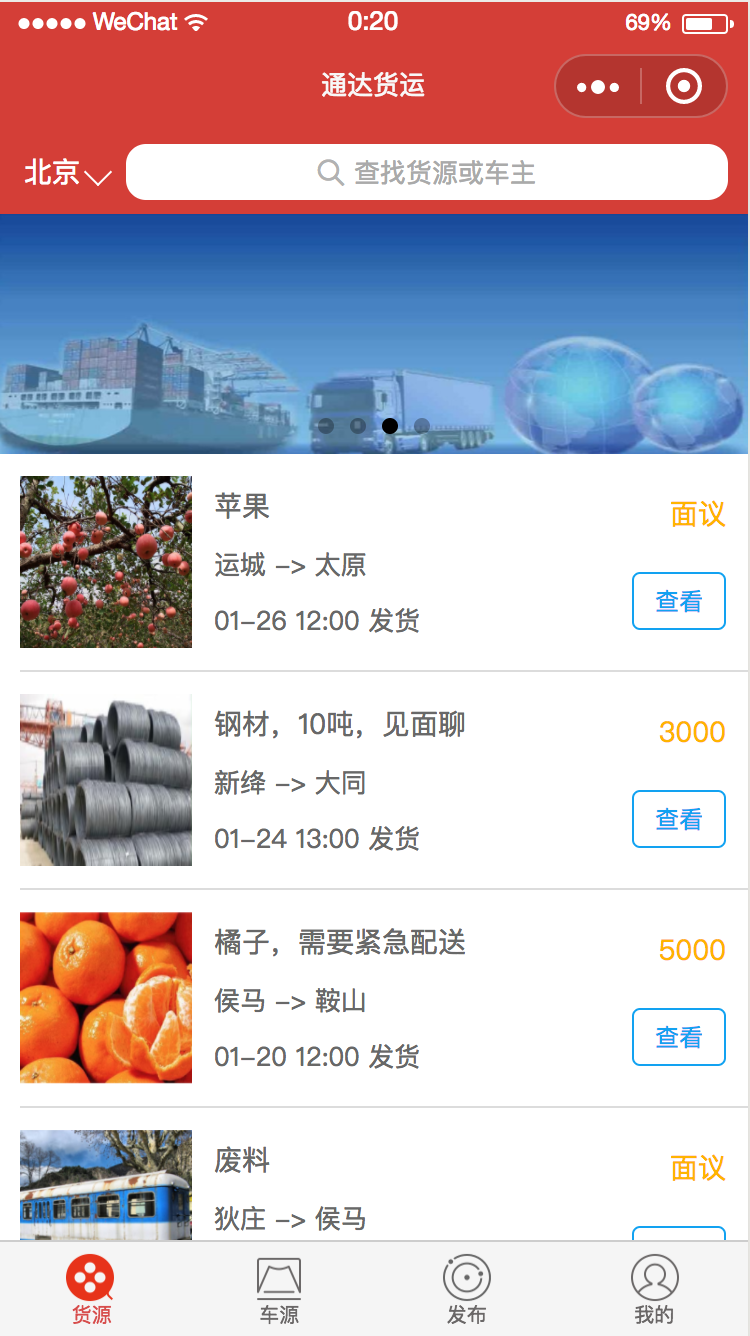 WeChat 0:20 69%
通达货运
北京 查找货源或车主
苹果
面议
运城 -> 太原
查看
01-26 12:00 发货
钢材，10吨，见面聊
3000
新绛 -> 大同
查看
01-24 13:00 发货
橘子，需要紧急配送
5000
侯马 -> 鞍山
查看
01-20 12:00 发货
废料
面议
狄庄 -> 侯马
货源 车源 发布 我的